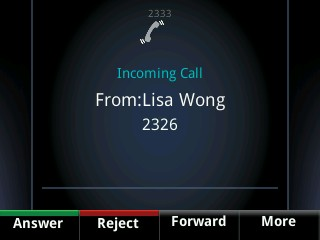 2333
Incoming Call
From:Lisa Wong
2326
Answer Reject Forward More